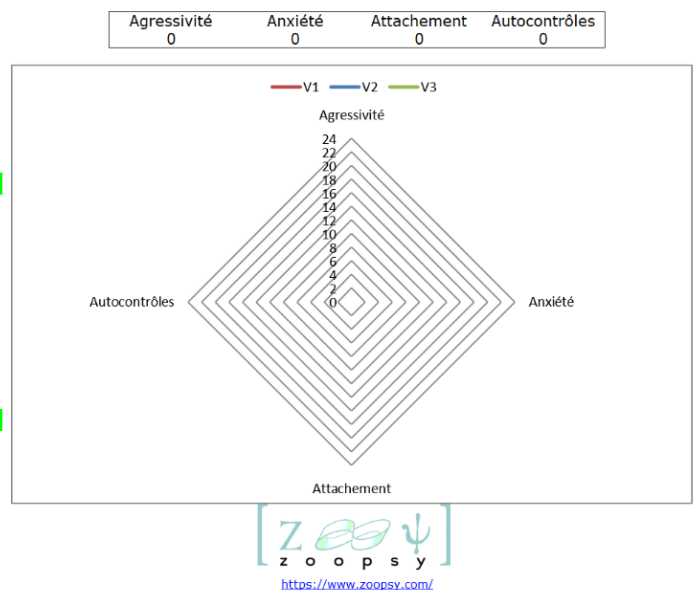 Agressivité Anxiété Attachement Autocontrôles
0 0 0 0
V1 V2 V3
Agressivité
24
22
20
18
16
14
12
10
8
6
4
2
0
Autocontrôles Anxiété
Attachement
Z ψ
zoopsy
https://www.zoopsy.com/